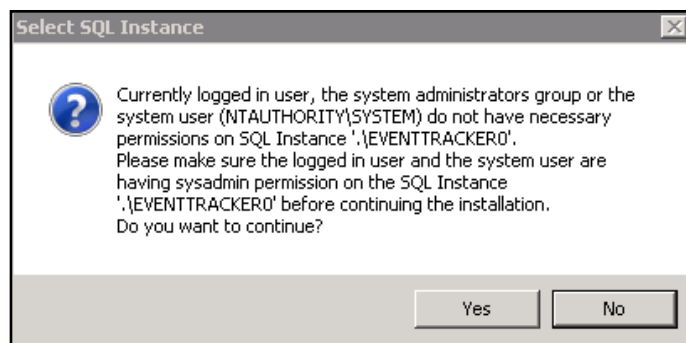 Select SQL Instance
Currently logged in user, the system administrators group or the
system user (NTAUTHORITY\SYSTEM) do not have necessary
permissions on SQL Instance '.\EVENTTRACKER0'.
Please make sure the logged in user and the system user are
having sysadmin permission on the SQL Instance
'.\EVENTTRACKER0' before continuing the installation.
Do you want to continue?
Yes
No